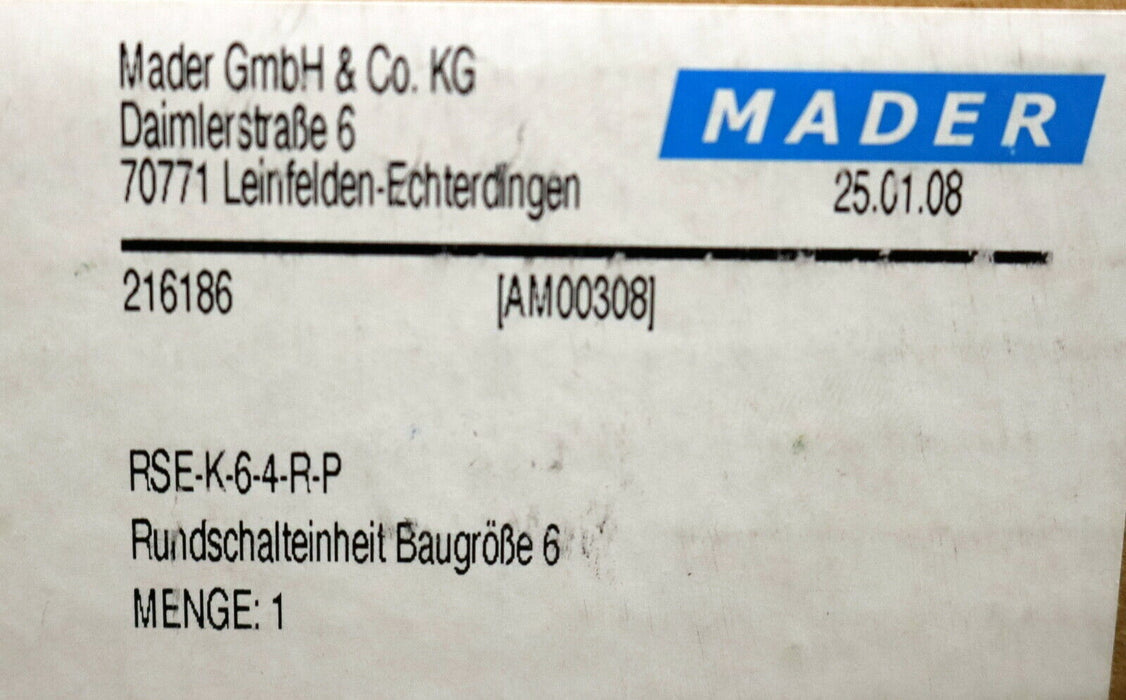 Mader GmbH & Co. KG
Daimlerstraße 6
70771 Leinfelden-Echterdingen
MADER
25.01.08
216186 [AM00308]
RSE-K-6-4-R-P
Rundschalteinheit Baugröße 6
MENGE: 1